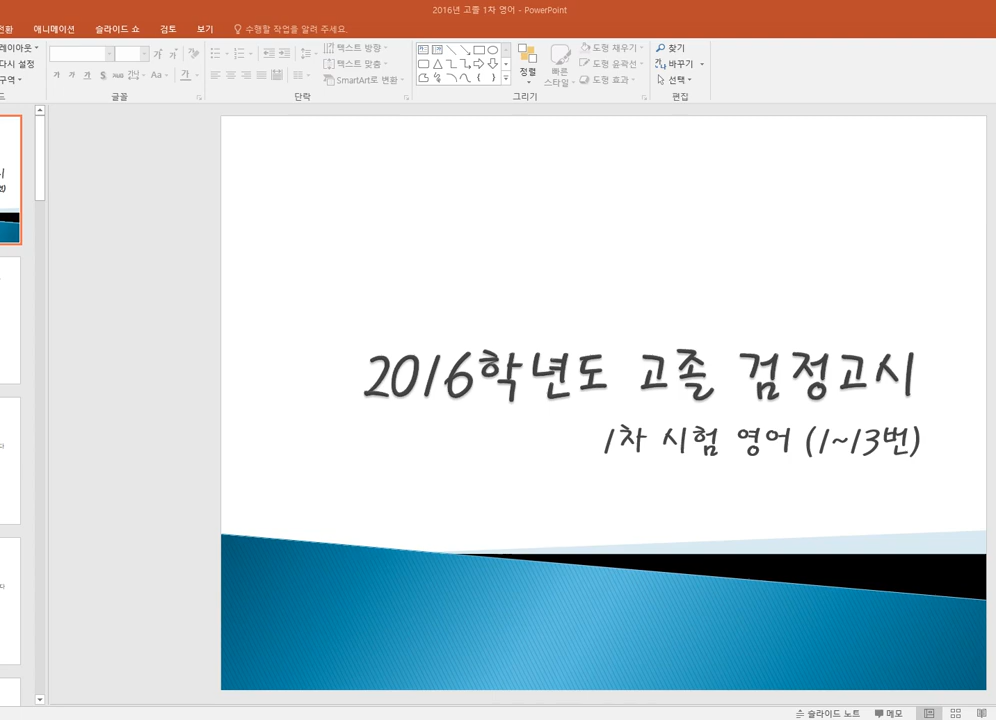 2016년 고졸 1차 영어 - PowerPoint
전환 애니메이션 슬라이드 쇼 검토 보기 수행할 작업을 알려 주세요.
레이아웃 텍스트 방향 도형 채우기 찾기
다시 설정 텍스트 맞춤 정렬 빠른 스타일 도형 윤곽선 바꾸기
구역 가 가 가 S abc 간 Aa 가 SmartArt로 변환 도형 효과 선택
글꼴 단락 그리기 편집
2016학년도 고졸 검정고시
1차 시험 영어 (1~13번)
슬라이드 노트 메모